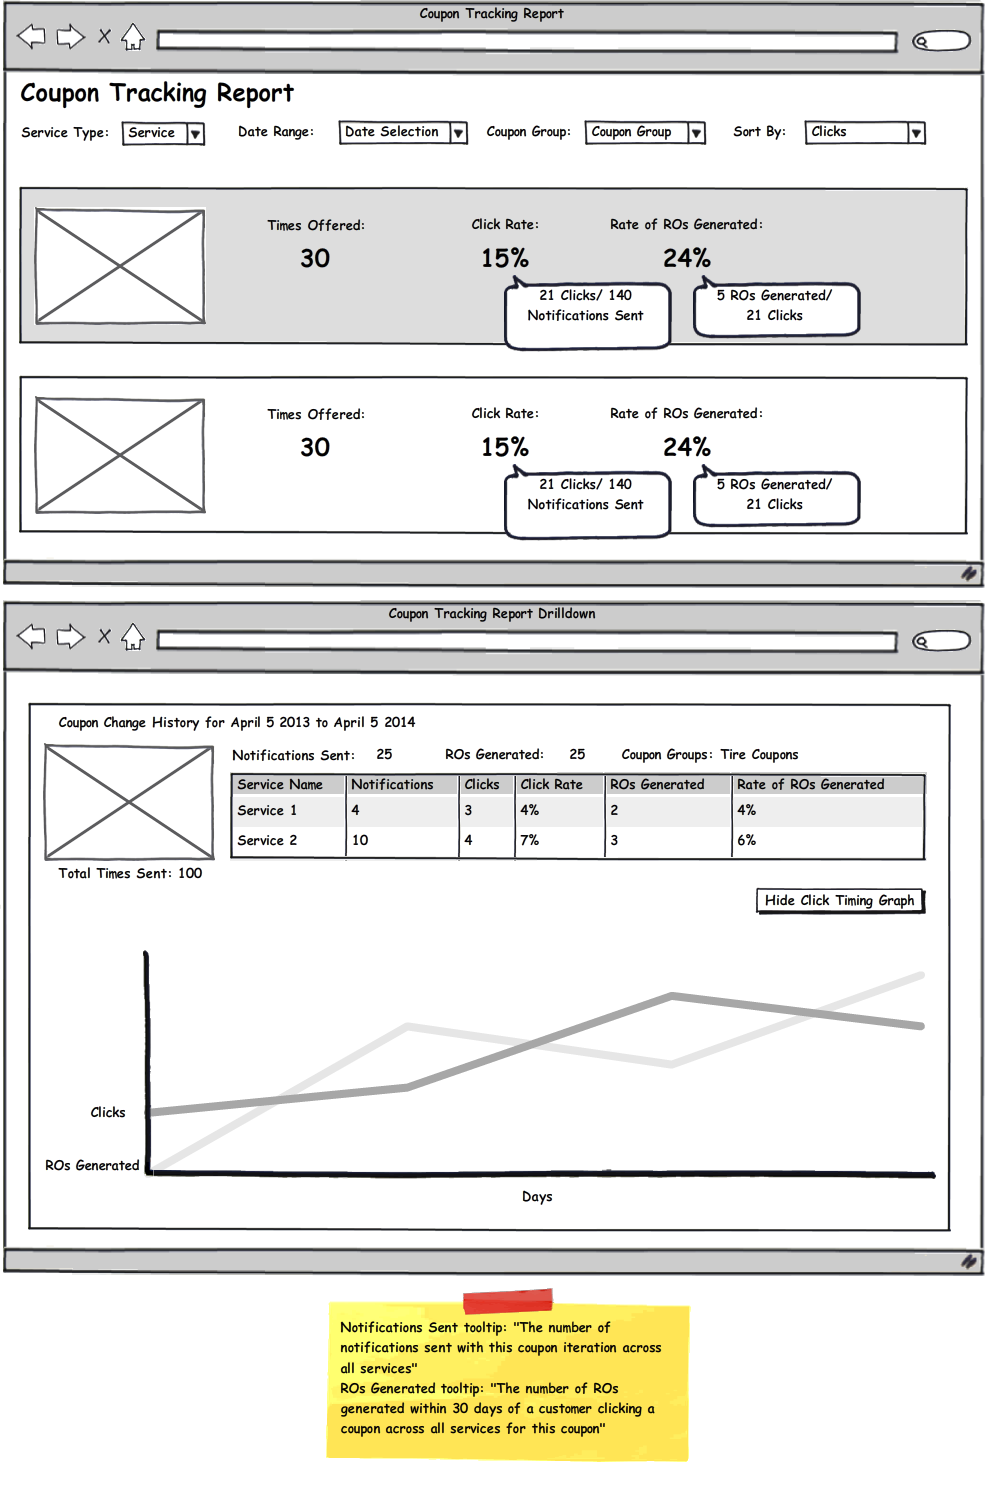 Coupon Tracking Report
Coupon Tracking Report
Service Type: Service Date Range: Date Selection Coupon Group: Coupon Group Sort By: Clicks
Times Offered: Click Rate: Rate of ROs Generated:
30 15% 24%
21 Clicks/ 140
Notifications Sent
5 ROs Generated/
21 Clicks
Times Offered: Click Rate: Rate of ROs Generated:
30 15% 24%
21 Clicks/ 140
Notifications Sent
5 ROs Generated/
21 Clicks
Coupon Tracking Report Drilldown
Coupon Change History for April 5 2013 to April 5 2014
Notifications Sent: 25 ROs Generated: 25 Coupon Groups: Tire Coupons
Service Name Notifications Clicks Click Rate ROs Generated Rate of ROs Generated
Service 1 4 3 4% 2 4%
Service 2 10 4 7% 3 6%
Total Times Sent: 100
Hide Click Timing Graph
Clicks
ROs Generated
Days
Notifications Sent tooltip: "The number of
notifications sent with this coupon iteration across
all services"
ROs Generated tooltip: "The number of ROs
generated within 30 days of a customer clicking a
coupon across all services for this coupon"